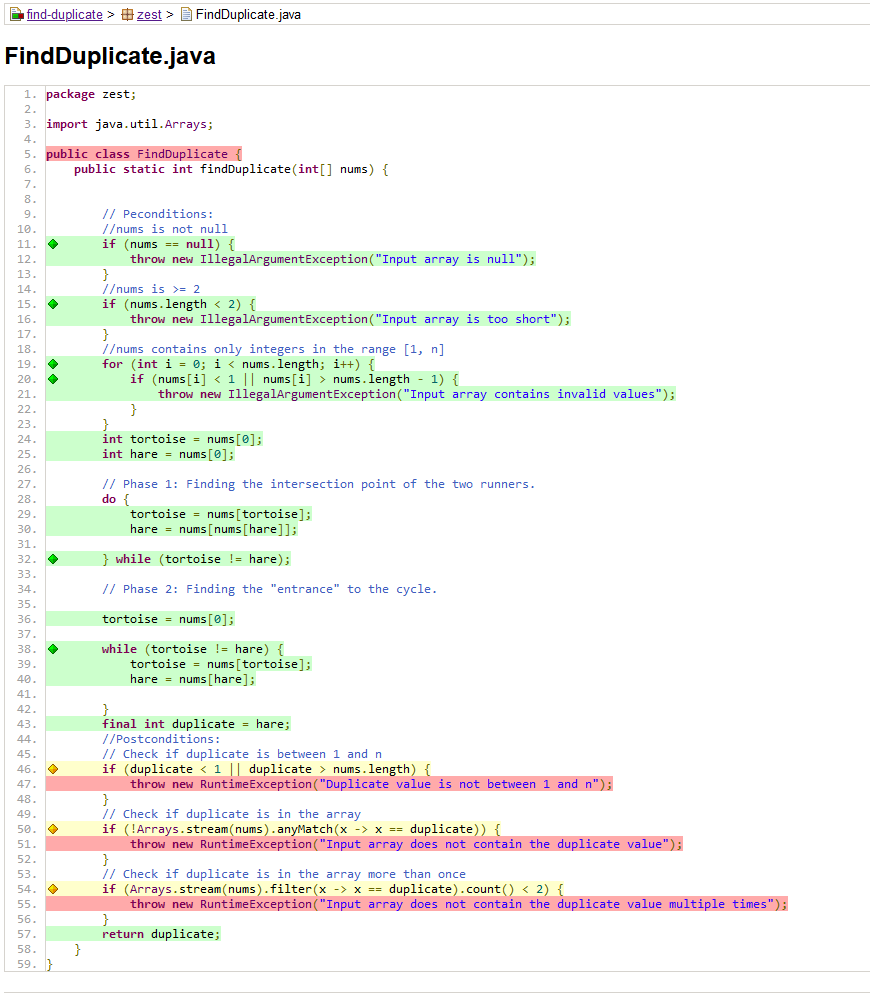 find-duplicate > zest > FindDuplicate.java
FindDuplicate.java
1. package zest;
2.
3. import java.util.Arrays;
4.
5. public class FindDuplicate {
6.     public static int findDuplicate(int[] nums) {
7.
8.
9.         // Peconditions:
10.         //nums is not null
11.         if (nums == null) {
12.             throw new IllegalArgumentException("Input array is null");
13.         }
14.         //nums is >= 2
15.         if (nums.length < 2) {
16.             throw new IllegalArgumentException("Input array is too short");
17.         }
18.         //nums contains only integers in the range [1, n]
19.         for (int i = 0; i < nums.length; i++) {
20.             if (nums[i] < 1 || nums[i] > nums.length - 1) {
21.                 throw new IllegalArgumentException("Input array contains invalid values");
22.             }
23.         }
24.         int tortoise = nums[0];
25.         int hare = nums[0];
26.
27.         // Phase 1: Finding the intersection point of the two runners.
28.         do {
29.             tortoise = nums[tortoise];
30.             hare = nums[nums[hare]];
31.
32.         } while (tortoise != hare);
33.
34.         // Phase 2: Finding the "entrance" to the cycle.
35.
36.         tortoise = nums[0];
37.
38.         while (tortoise != hare) {
39.             tortoise = nums[tortoise];
40.             hare = nums[hare];
41.
42.         }
43.         final int duplicate = hare;
44.         //Postconditions:
45.         // Check if duplicate is between 1 and n
46.         if (duplicate < 1 || duplicate > nums.length) {
47.             throw new RuntimeException("Duplicate value is not between 1 and n");
48.         }
49.         // Check if duplicate is in the array
50.         if (!Arrays.stream(nums).anyMatch(x -> x == duplicate)) {
51.             throw new RuntimeException("Input array does not contain the duplicate value");
52.         }
53.         // Check if duplicate is in the array more than once
54.         if (Arrays.stream(nums).filter(x -> x == duplicate).count() < 2) {
55.             throw new RuntimeException("Input array does not contain the duplicate value multiple times");
56.         }
57.         return duplicate;
58.     }
59. }